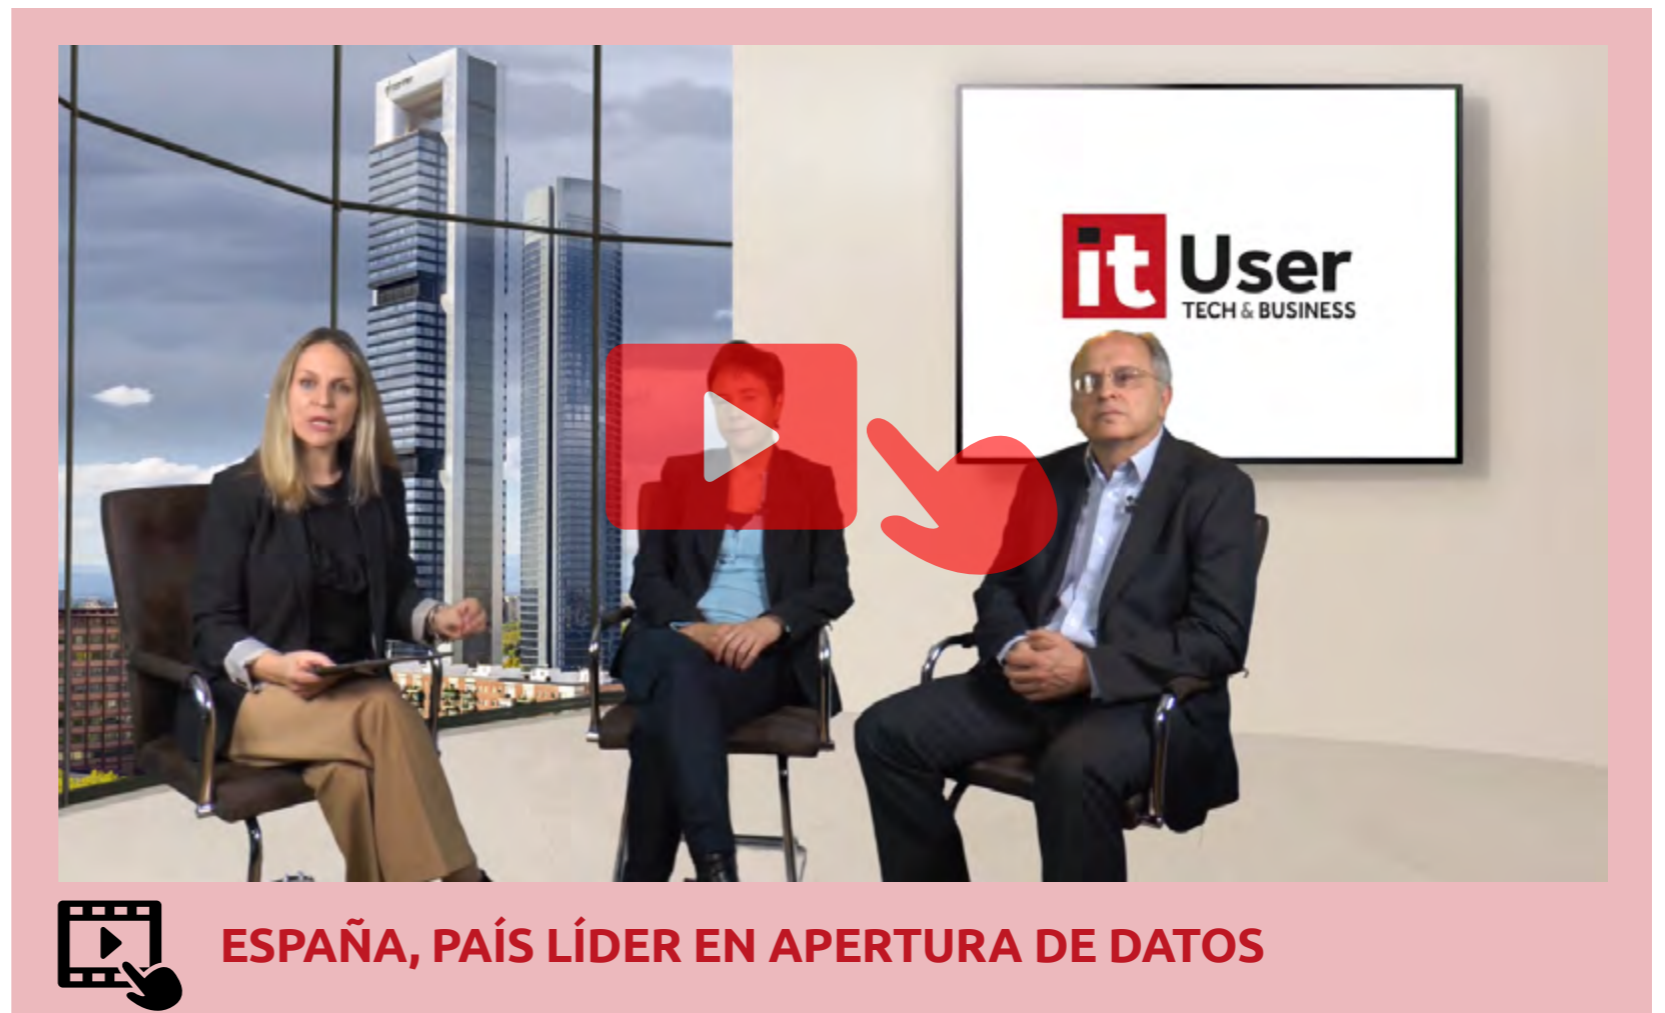 it User
TECH & BUSINESS
ESPAÑA, PAÍS LÍDER EN APERTURA DE DATOS